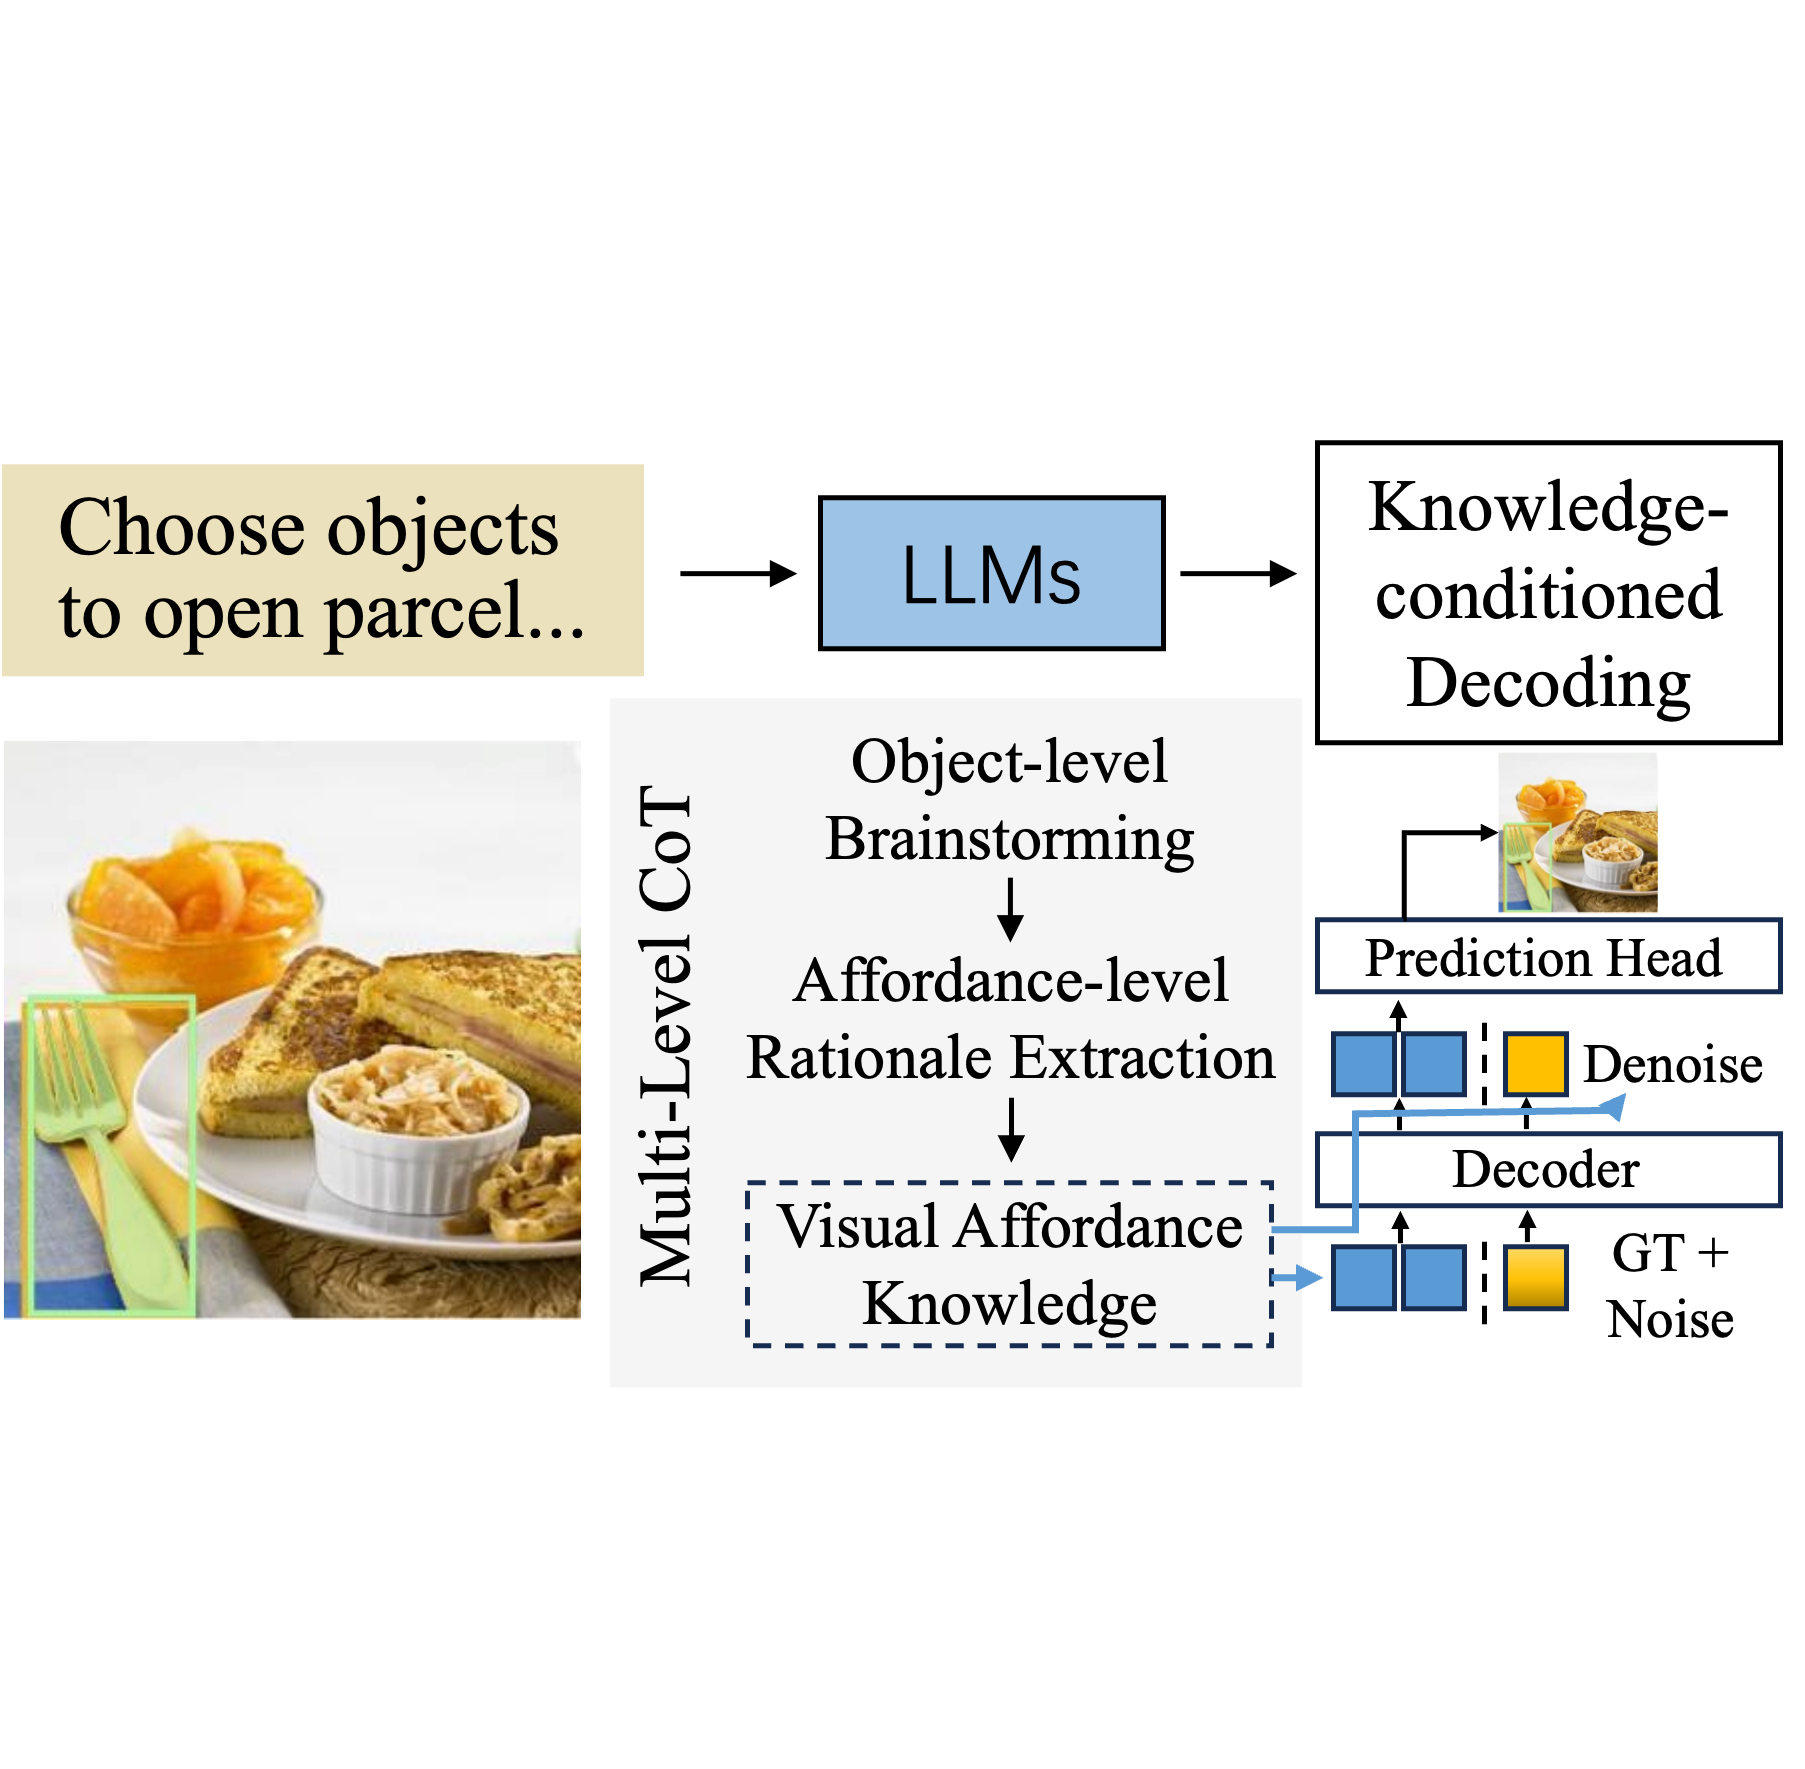 Choose objects
to open parcel...
LLMs
Knowledge-
conditioned
Decoding
Multi-Level CoT
Object-level
Brainstorming
Affordance-level
Rationale Extraction
Visual Affordance
Knowledge
Prediction Head
Denoise
Decoder
GT +
Noise